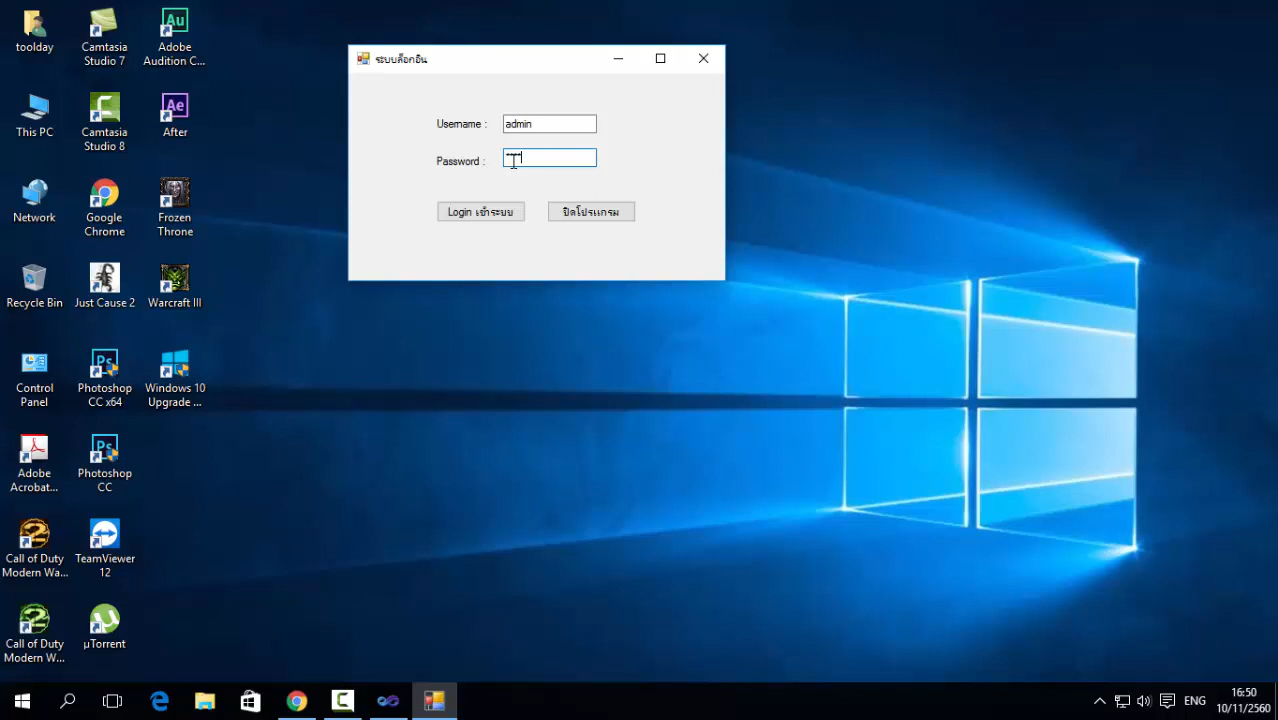 toolday
Camtasia
Studio 7
Adobe
Audition C...
This PC
Camtasia
Studio 8
After
Network
Google
Chrome
Frozen
Throne
Recycle Bin
Just Cause 2
Warcraft III
Control
Panel
Photoshop
CC x64
Windows 10
Upgrade ...
Adobe
Acrobat...
Photoshop
CC
Call of Duty
Modern Wa...
TeamViewer
12
Call of Duty
Modern W...
µTorrent
ระบบล็อกอิน
Username :
admin
Password :
Login เข้าระบบ
ปิดโปรแกรม
ENG
16:50
10/11/2560